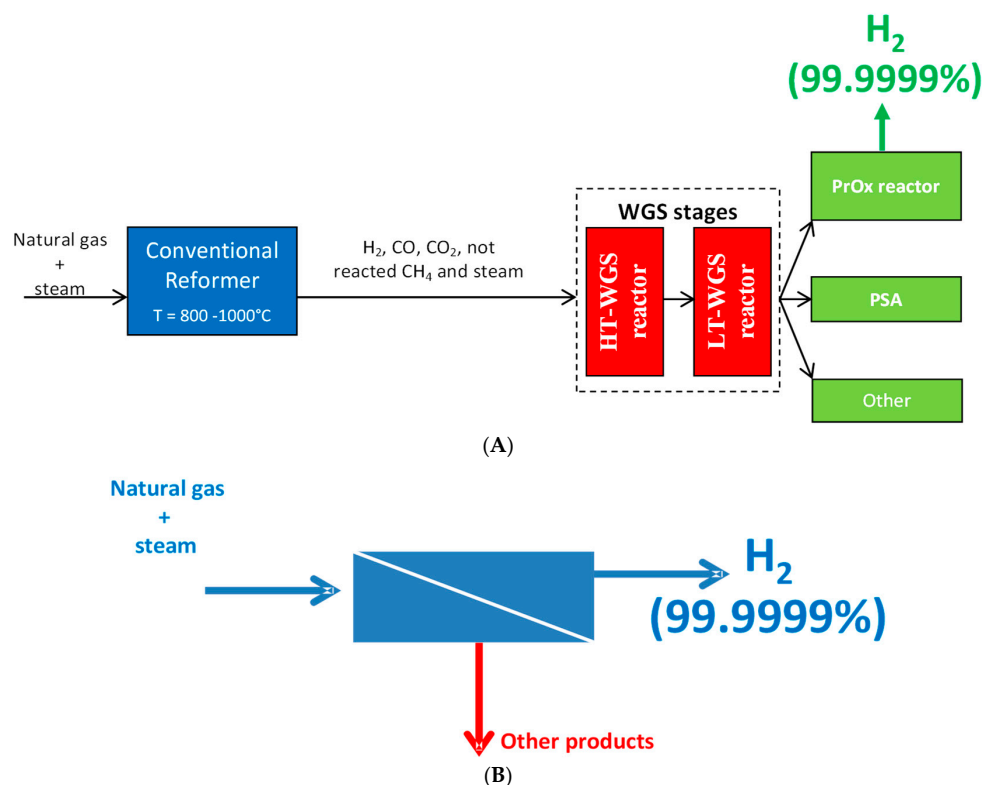 H₂
(99.9999%)
PrOx reactor
WGS stages
Natural gas
+
steam
Conventional
Reformer
T = 800 -1000°C
H₂, CO, CO₂, not
reacted CH₄ and steam
HT-WGS
reactor
LT-WGS
reactor
PSA
Other
(A)
Natural gas
+
steam
H₂
(99.9999%)
Other products
(B)